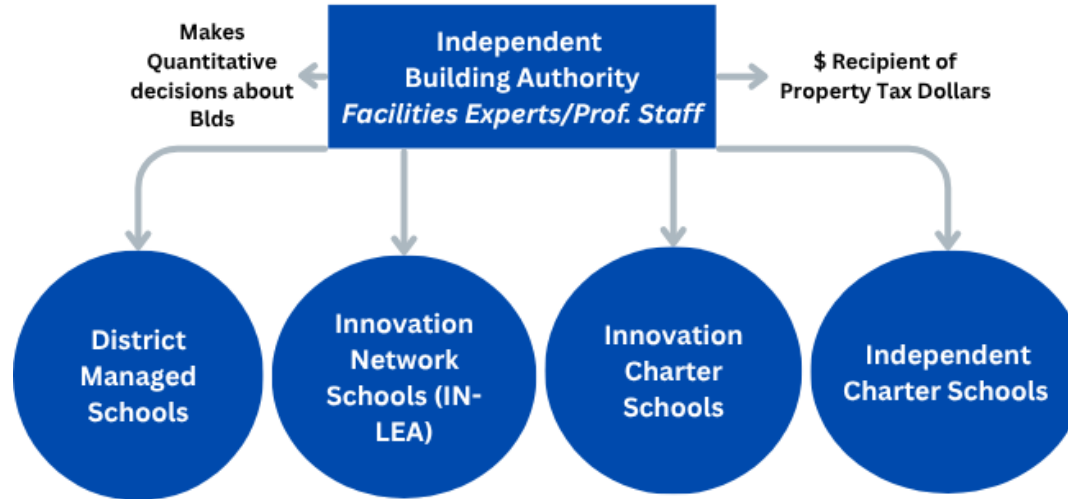 Makes
Quantitative
decisions about
Blds
Independent
Building Authority
Facilities Experts/Prof. Staff
$ Recipient of
Property Tax Dollars
District
Managed
Schools
Innovation
Network
Schools (IN-
LEA)
Innovation
Charter
Schools
Independent
Charter Schools